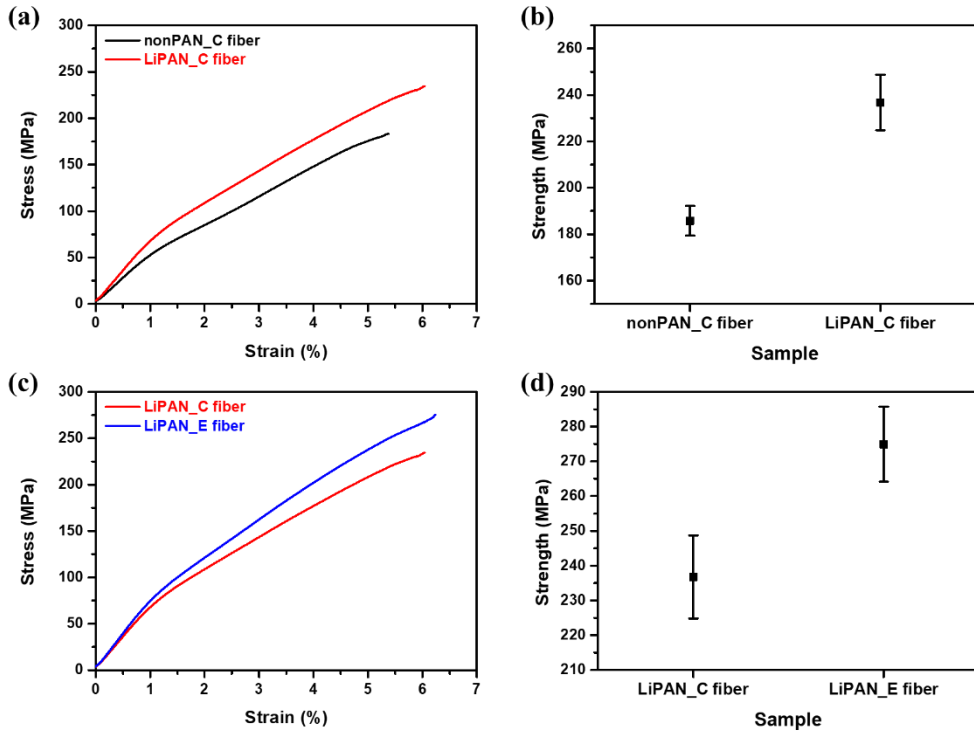 (a)
300
250
200
150
100
50
0
nonPAN_C fiber
LiPAN_C fiber
Stress (MPa)
0 1 2 3 4 5 6 7
Strain (%)
(b)
260
240
220
200
180
160
Strength (MPa)
nonPAN_C fiber LiPAN_C fiber
Sample
(c)
300
250
200
150
100
50
0
LiPAN_C fiber
LiPAN_E fiber
Stress (MPa)
0 1 2 3 4 5 6 7
Strain (%)
(d)
290
280
270
260
250
240
230
220
210
Strength (MPa)
LiPAN_C fiber LiPAN_E fiber
Sample